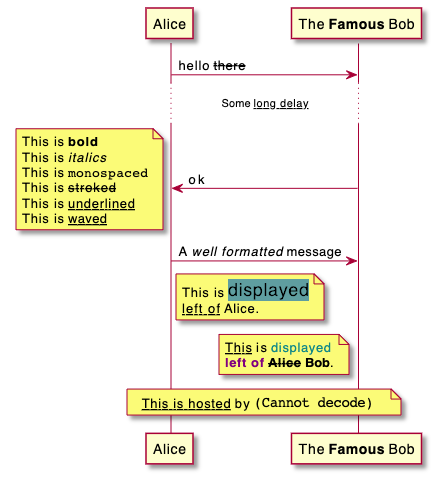 Alice
The Famous Bob
hello there
Some long delay
This is bold
This is italics
This is monospaced
This is stroked
This is underlined
This is waved
ok
A well formatted message
This is displayed
left of Alice.
This is displayed
left of Alice Bob.
This is hosted by (Cannot decode)
Alice
The Famous Bob